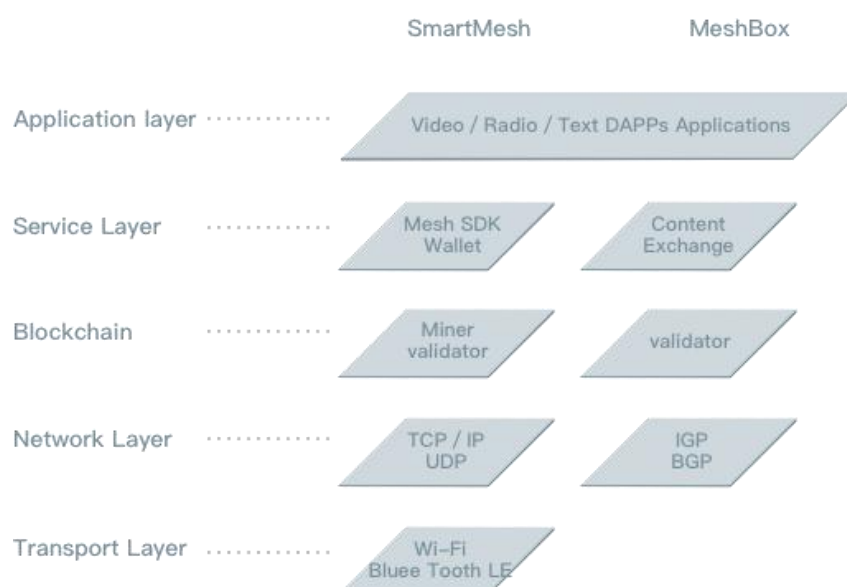 SmartMesh MeshBox
Application layer
Video / Radio / Text DAPPs Applications
Service Layer
Mesh SDK
Wallet
Content
Exchange
Blockchain
Miner
validator
validator
Network Layer
TCP / IP
UDP
IGP
BGP
Transport Layer
Wi-Fi
Bluee Tooth LE